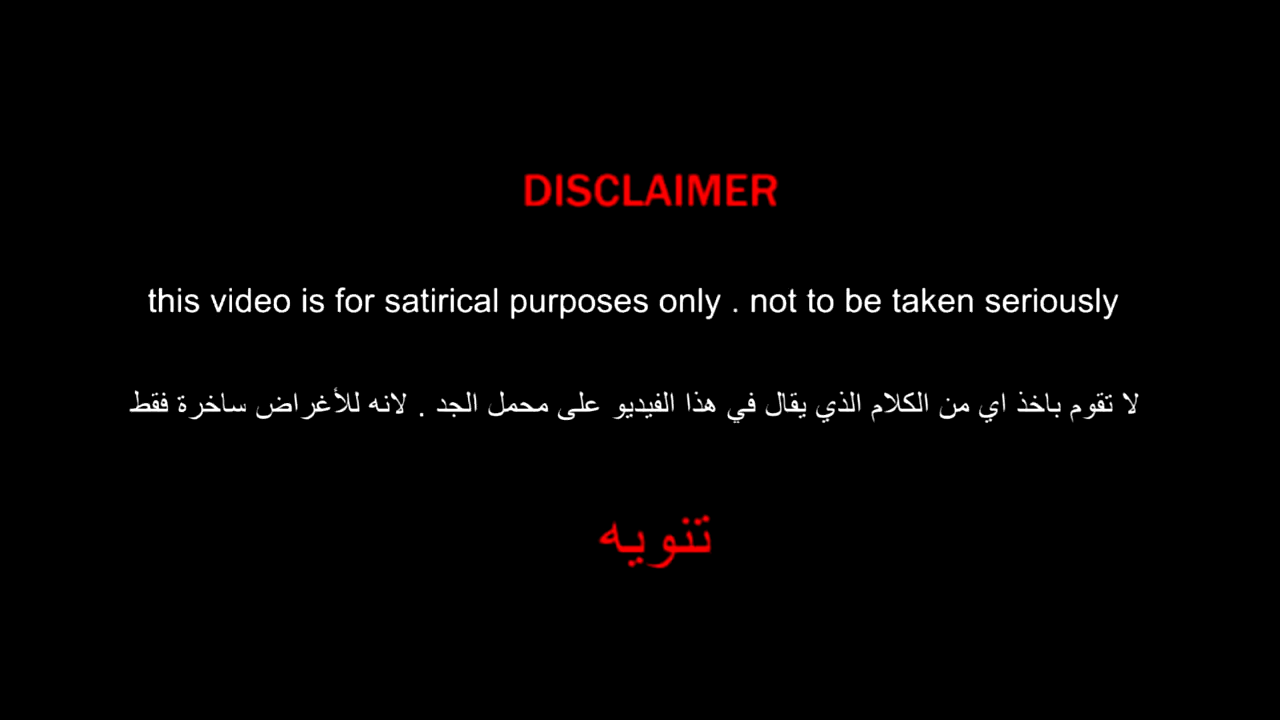 DISCLAIMER
this video is for satirical purposes only . not to be taken seriously
لا تقوم باخذ اي من الكلام الذي يقال في هذا الفيديو على محمل الجد . لانه للأغراض ساخرة فقط
تنويه